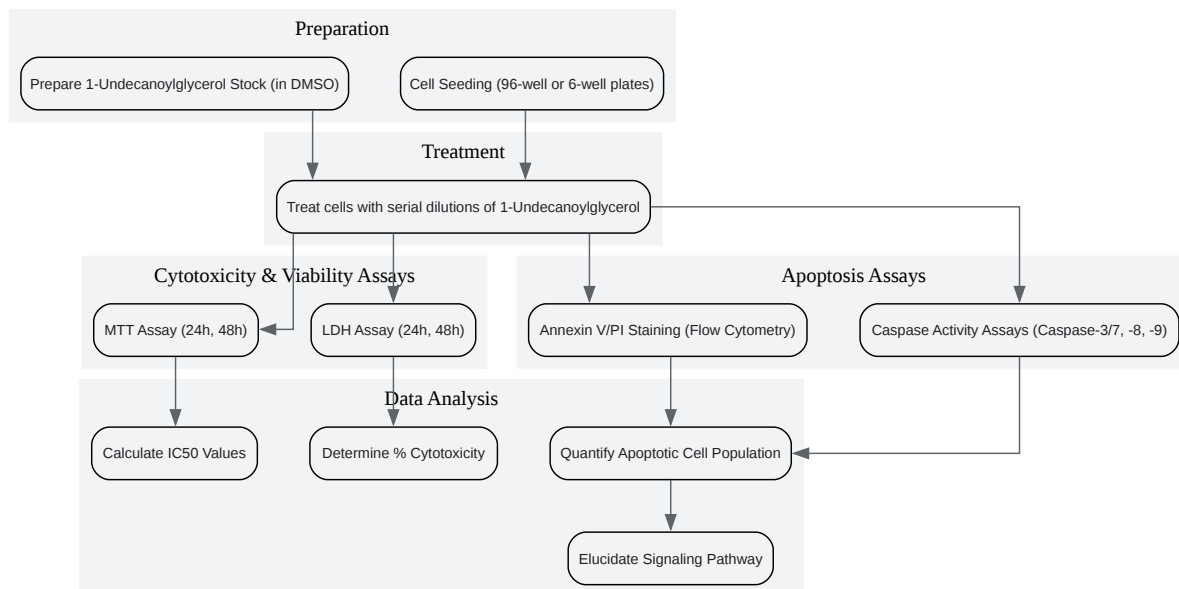 Preparation
Prepare 1-Undecanoylglycerol Stock (in DMSO)
Cell Seeding (96-well or 6-well plates)
Treatment
Treat cells with serial dilutions of 1-Undecanoylglycerol
Cytotoxicity & Viability Assays
Apoptosis Assays
MTT Assay (24h, 48h)
LDH Assay (24h, 48h)
Annexin V/PI Staining (Flow Cytometry)
Caspase Activity Assays (Caspase-3/7, -8, -9)
Data Analysis
Calculate IC50 Values
Determine % Cytotoxicity
Quantify Apoptotic Cell Population
Elucidate Signaling Pathway